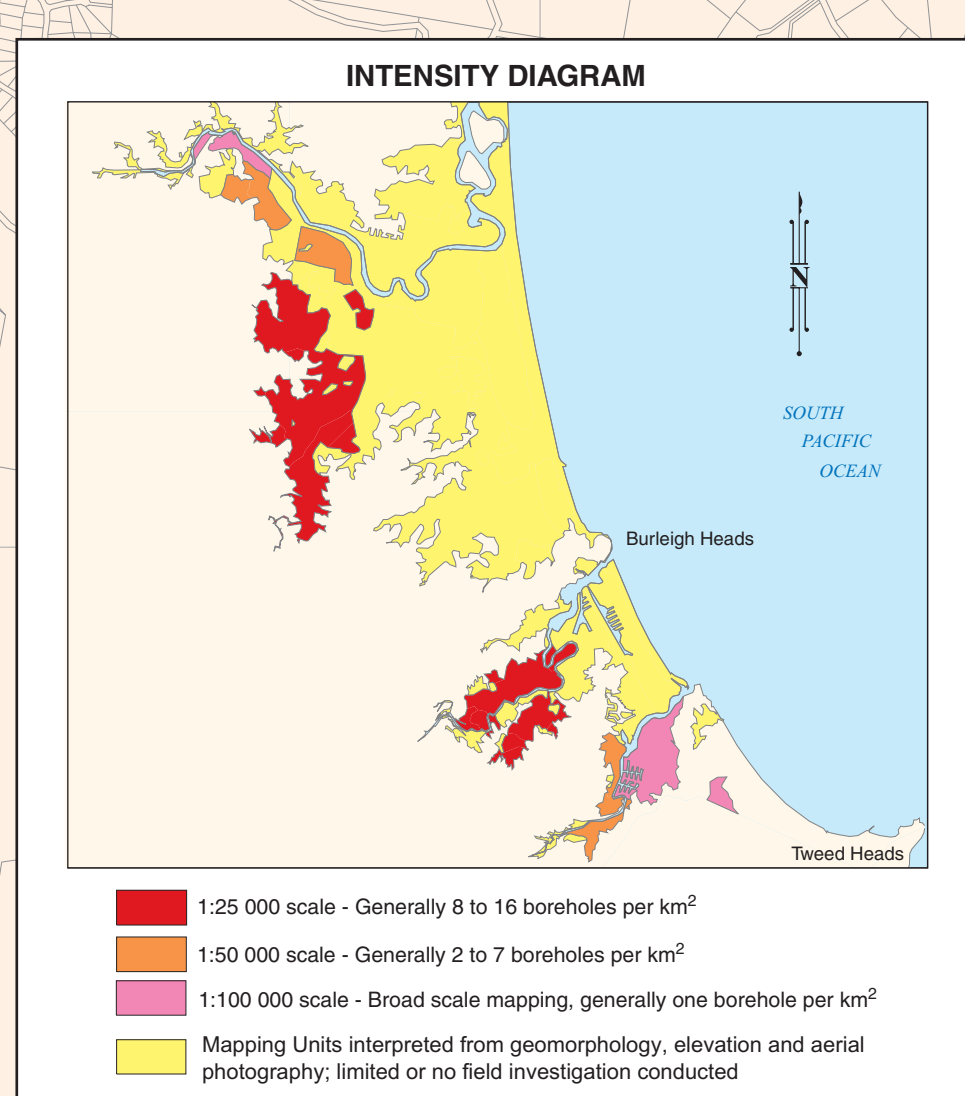 INTENSITY DIAGRAM
N
SOUTH
PACIFIC
OCEAN
Burleigh Heads
Tweed Heads
1:25 000 scale - Generally 8 to 16 boreholes per km²
1:50 000 scale - Generally 2 to 7 boreholes per km²
1:100 000 scale - Broad scale mapping, generally one borehole per km²
Mapping Units interpreted from geomorphology, elevation and aerial
photography; limited or no field investigation conducted